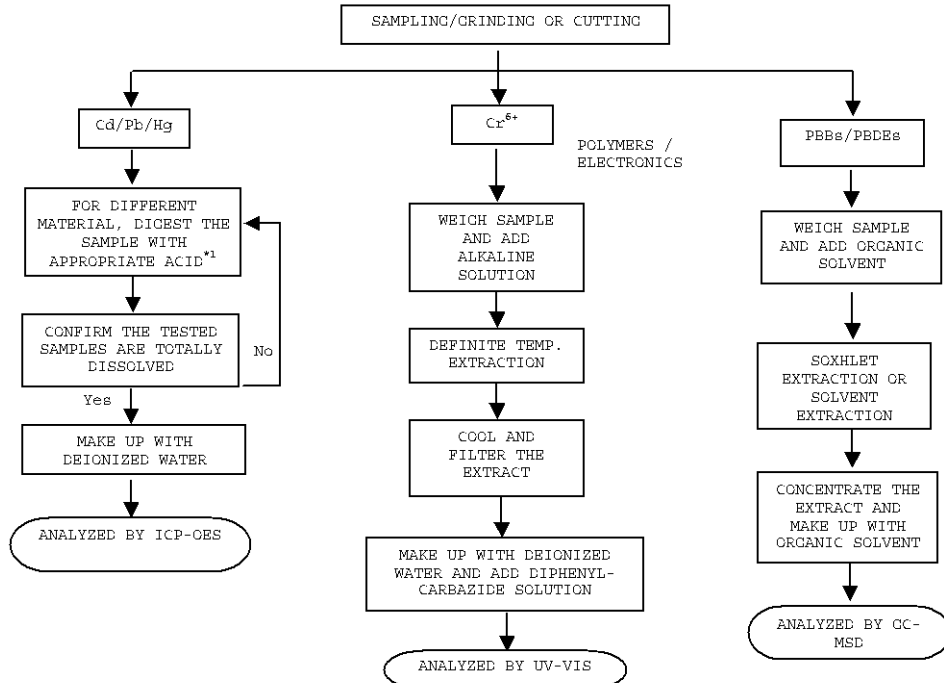 SAMPLING/GRINDING OR CUTTING
Cd/Pb/Hg
FOR DIFFERENT
MATERIAL, DIGEST THE
SAMPLE WITH
APPROPRIATE ACID*1
CONFIRM THE TESTED
SAMPLES ARE TOTALLY
DISSOLVED
No
Yes
MAKE UP WITH
DEIONIZED WATER
ANALYZED BY ICP-OES
Cr6+
POLYMERS /
ELECTRONICS
WEIGH SAMPLE
AND ADD
ALKALINE
SOLUTION
DEFINITE TEMP.
EXTRACTION
COOL AND
FILTER THE
EXTRACT
MAKE UP WITH DEIONIZED
WATER AND ADD DIPHENYL-
CARBAZIDE SOLUTION
ANALYZED BY UV-VIS
PBBs/PBDEs
WEIGH SAMPLE
AND ADD ORGANIC
SOLVENT
SOXHLET
EXTRACTION OR
SOLVENT
EXTRACTION
CONCENTRATE THE
EXTRACT AND
MAKE UP WITH
ORGANIC SOLVENT
ANALYZED BY GC-
MSD